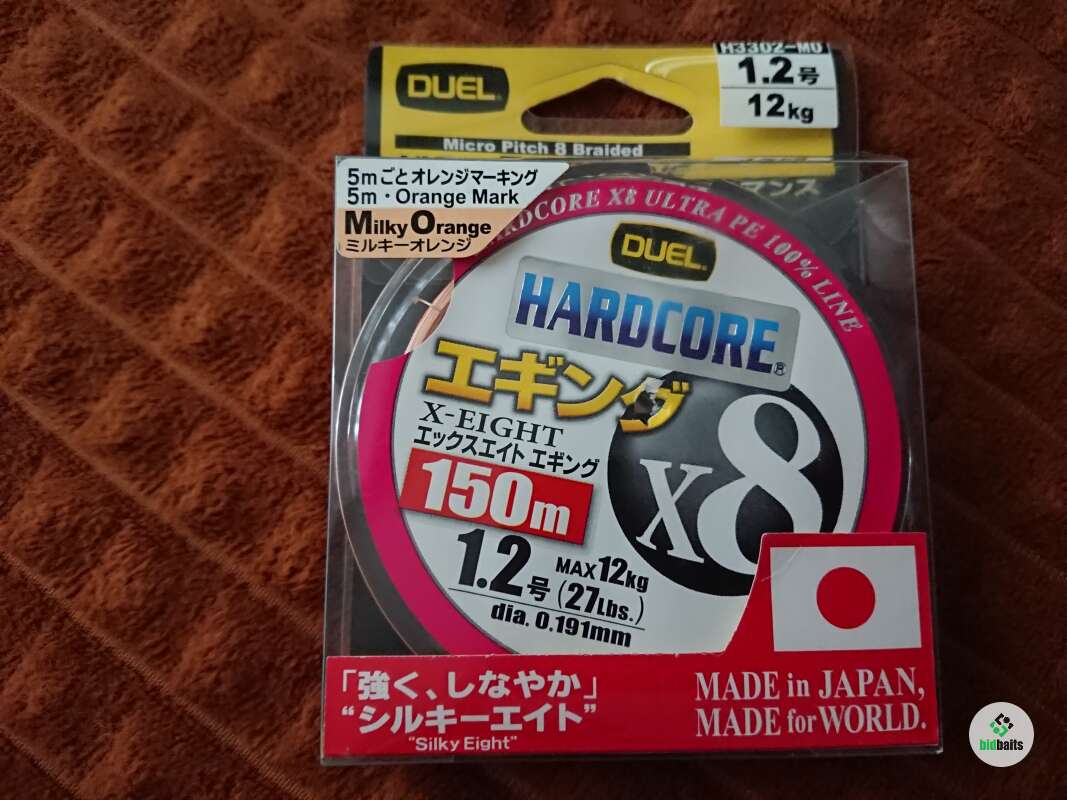 DUEL
H3302-MO
1.2号
12kg
Micro Pitch 8 Braided
マンス
5mごとオレンジマーキング
5m・Orange Mark
Milky Orange
ミルキーオレンジ
HARDCORE X8 ULTRA PE 100% LINE
DUEL
HARDCORE
エギング
X-EIGHT
エックスエイト エギング
X8
150m
1.2号
MAX12kg
(27Lbs.)
dia. 0.191mm
「強く、しなやか」
“シルキーエイト”
"Silky Eight"
MADE in JAPAN,
MADE for WORLD.
bidbaits